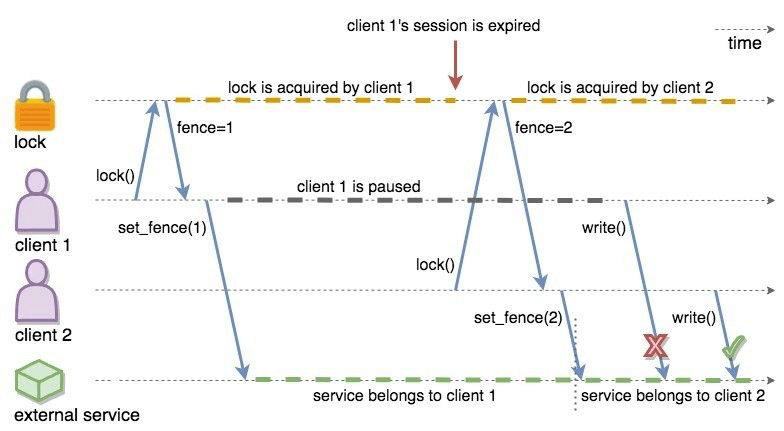 client 1's session is expired
time
lock is acquired by client 1
lock is acquired by client 2
fence=1
fence=2
lock
lock()
client 1 is paused
set_fence(1)
write()
client 1
lock()
set_fence(2)
write()
client 2
service belongs to client 1
service belongs to client 2
external service